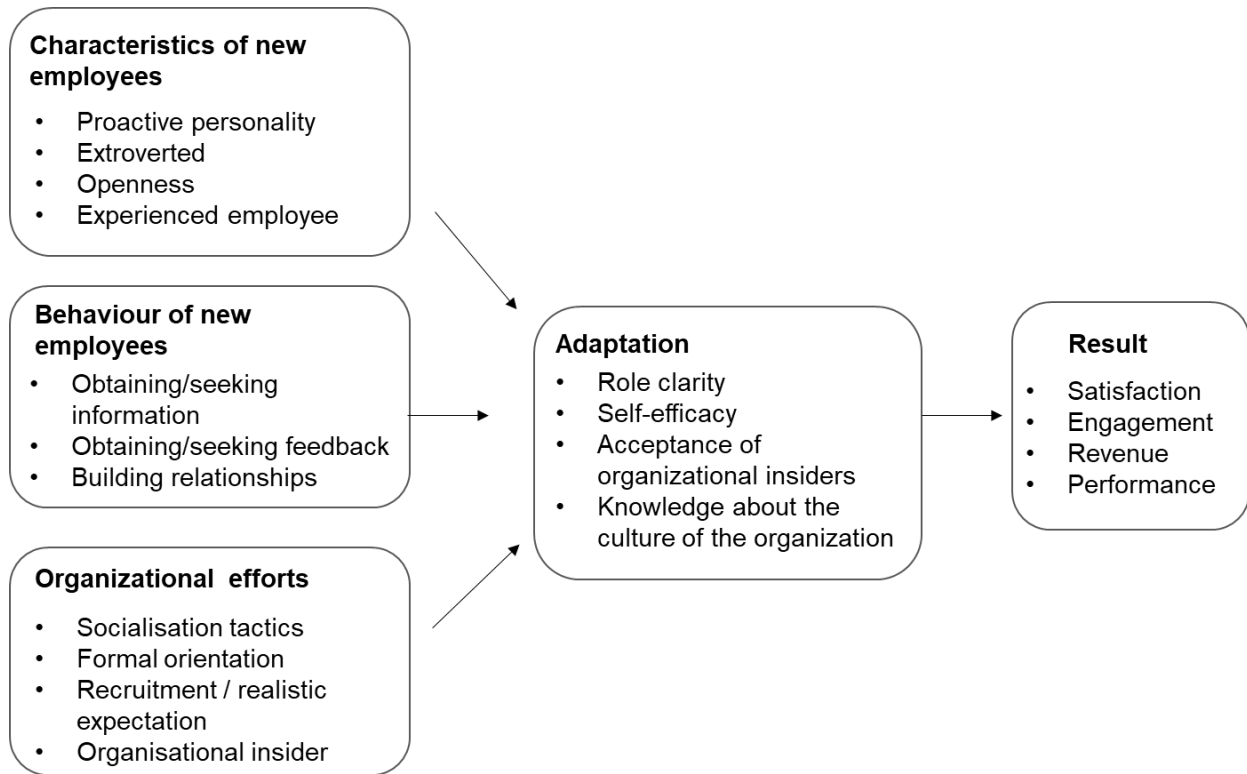 Characteristics of new
employees
• Proactive personality
• Extroverted
• Openness
• Experienced employee
Behaviour of new
employees
• Obtaining/seeking
information
• Obtaining/seeking feedback
• Building relationships
Organizational efforts
• Socialisation tactics
• Formal orientation
• Recruitment / realistic
expectation
• Organisational insider
Adaptation
• Role clarity
• Self-efficacy
• Acceptance of
organizational insiders
• Knowledge about the
culture of the organization
Result
• Satisfaction
• Engagement
• Revenue
• Performance